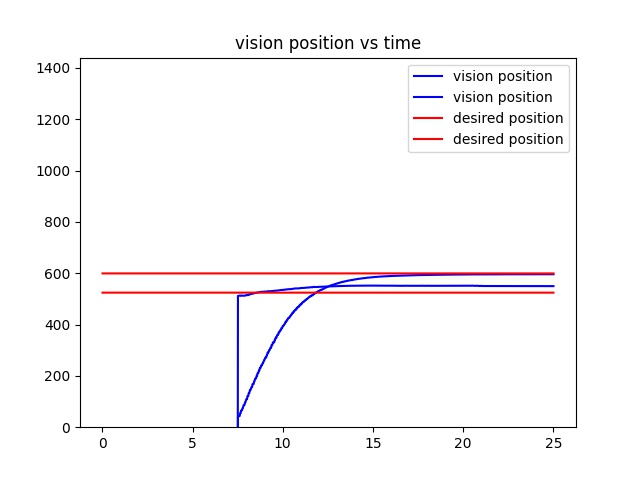 vision position vs time
1400
1200
1000
800
600
400
200
0
vision position
vision position
desired position
desired position
0 5 10 15 20 25